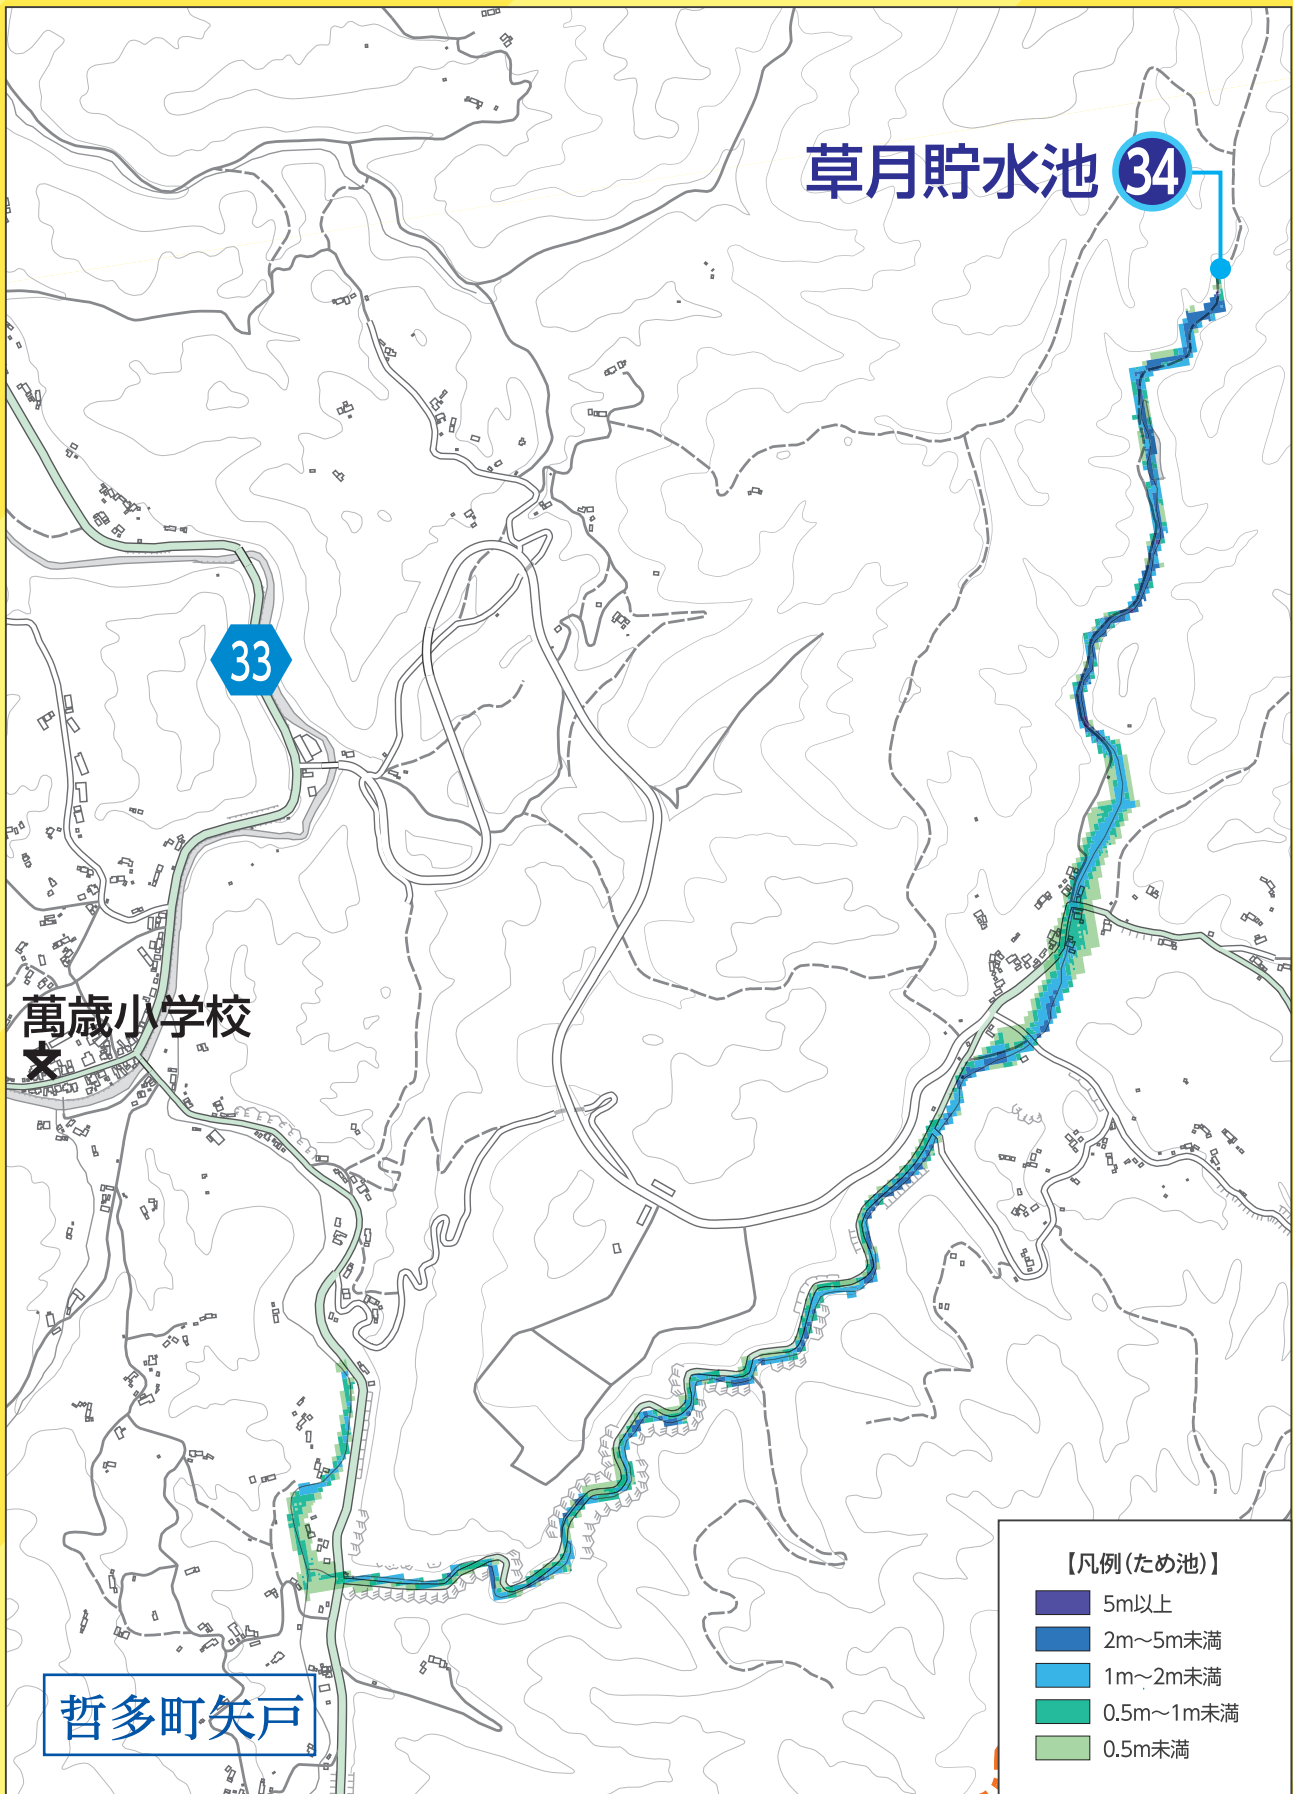 草月貯水池 34
33
萬歳小学校
哲多町矢戸
【凡例(ため池)】
5m以上
2m～5m未満
1m～2m未満
0.5m～1m未満
0.5m未満